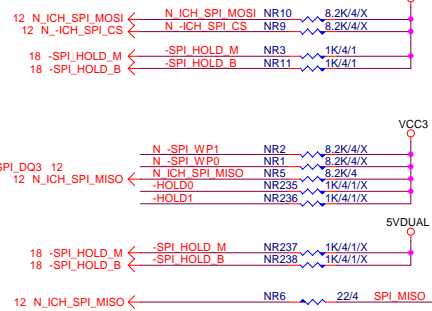 12 N_ICH_SPI_MOSI N_ICH_SPI_MOSI NR10 8.2K/4/X
12 N_-ICH_SPI_CS N_-ICH_SPI_CS NR9 8.2K/4/X
18 -SPI_HOLD_M -SPI_HOLD_M NR3 1K/4/1
18 -SPI_HOLD_B -SPI_HOLD_B NR11 1K/4/1
VCC3
N_-SPI_WP1 NR2 8.2K/4/X
SPI_DQ3 12 N_-SPI_WP0 NR1 8.2K/4/X
12 N_ICH_SPI_MISO N_ICH_SPI_MISO NR5 8.2K/4
-HOLD0 NR235 1K/4/1/X
-HOLD1 NR236 1K/4/1/X
5VDUAL
18 -SPI_HOLD_M -SPI_HOLD_M NR237 1K/4/1/X
18 -SPI_HOLD_B -SPI_HOLD_B NR238 1K/4/1/X
12 N_ICH_SPI_MISO NR6 22/4 SPI_MISO